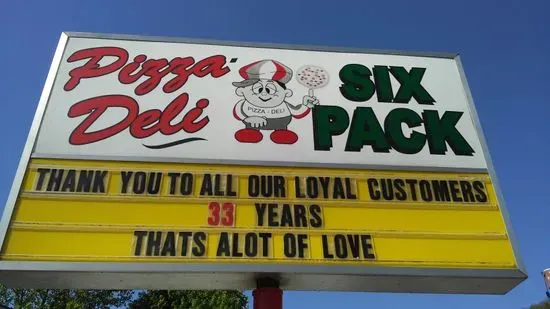 Pizza
Deli
PIZZA - DELI
SIX
PACK
THANK YOU TO ALL OUR LOYAL CUSTOMERS
33 YEARS
THATS ALOT OF LOVE